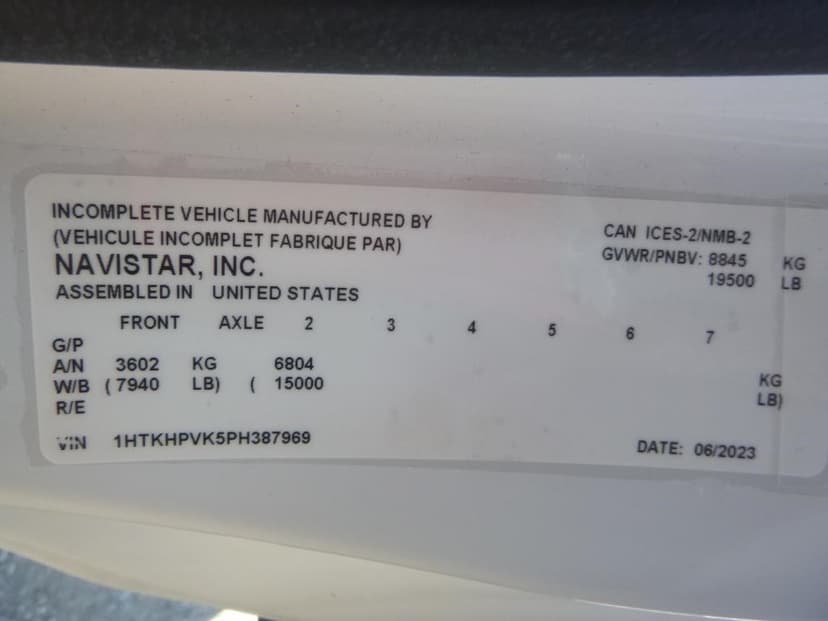 INCOMPLETE VEHICLE MANUFACTURED BY
(VEHICULE INCOMPLET FABRIQUE PAR)
NAVISTAR, INC.
ASSEMBLED IN UNITED STATES
CAN ICES-2/NMB-2
GVWR/PNBV: 8845 KG
19500 LB
FRONT AXLE 2 3 4 5 6 7
G/P
A/N 3602 KG 6804 KG
W/B (7940 LB) ( 15000 LB)
R/E
VIN 1HTKHPVK5PH387969
DATE: 06/2023